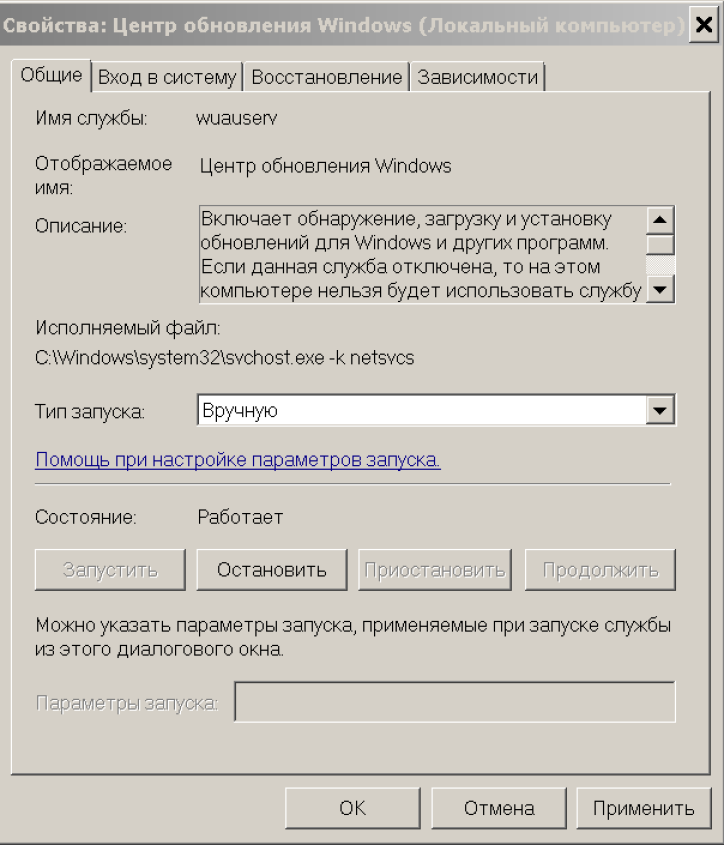 Свойства: Центр обновления Windows (Локальный компьютер)
Общие Вход в систему Восстановление Зависимости
Имя службы: wuauserv
Отображаемое имя: Центр обновления Windows
Описание: Включает обнаружение, загрузку и установку
обновлений для Windows и других программ.
Если данная служба отключена, то на этом
компьютере нельзя будет использовать службу
Исполняемый файл:
C:\Windows\system32\svchost.exe -k netsvcs
Тип запуска: Вручную
Помощь при настройке параметров запуска.
Состояние: Работает
Запустить Остановить Приостановить Продолжить
Можно указать параметры запуска, применяемые при запуске службы
из этого диалогового окна.
Параметры запуска:
OK Отмена Применить